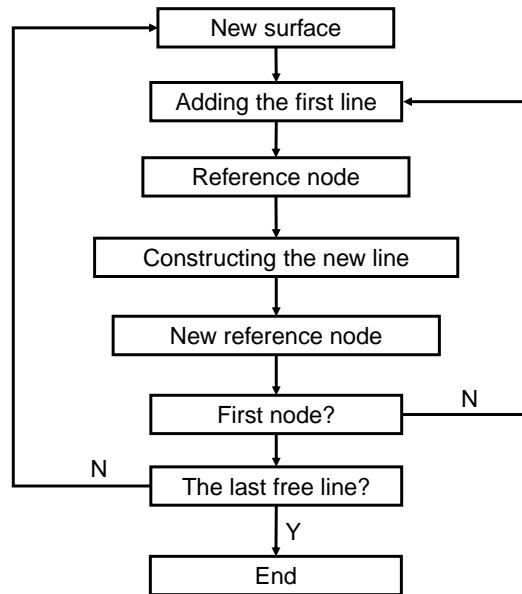 New surface
Adding the first line
Reference node
Constructing the new line
New reference node
First node?
N
The last free line?
N
Y
End